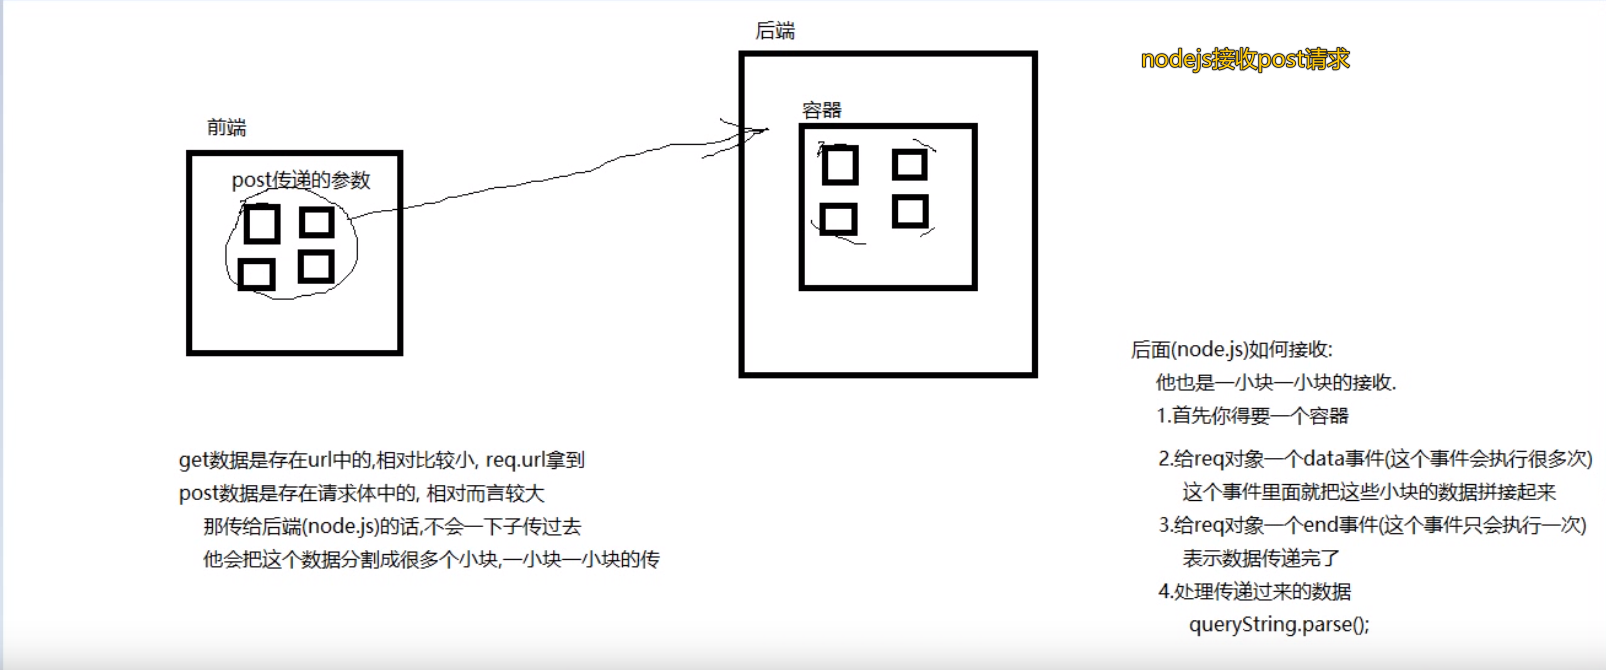 后端
nodejs接收post请求
容器
前端
post传递的参数
后面(node.js)如何接收:
他也是一小块一小块的接收.
1.首先你得要一个容器
2.给req对象一个data事件(这个事件会执行很多次)
这个事件里面就把这些小块的数据拼接起来
3.给req对象一个end事件(这个事件只会执行一次)
表示数据传递完了
4.处理传递过来的数据
queryString.parse();
get数据是存在url中的,相对比较小, req.url拿到
post数据是存在请求体中的, 相对而言较大
那传给后端(node.js)的话,不会一下子传过去
他会把这个数据分割成很多个小块,一小块一小块的传